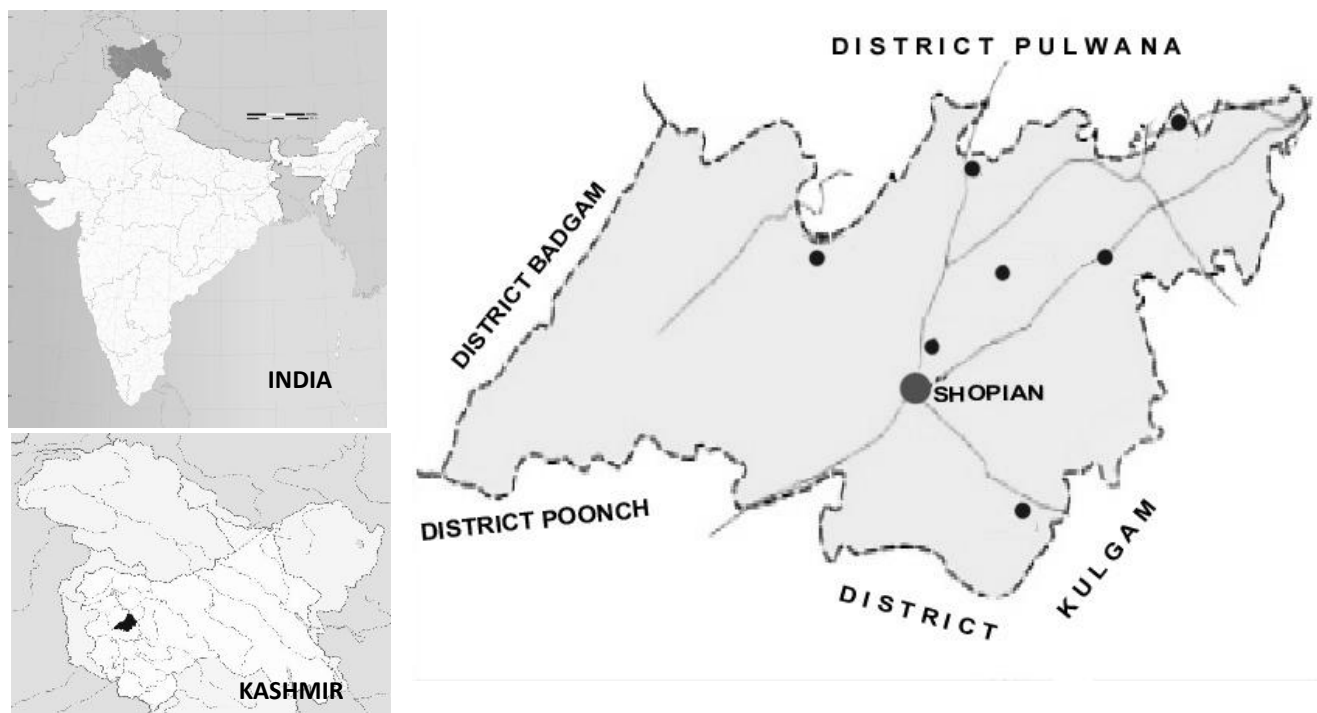 INDIA
KASHMIR
DISTRICT PULWANA
DISTRICT BADGAM
SHOPIAN
DISTRICT POONCH
DISTRICT KULGAM